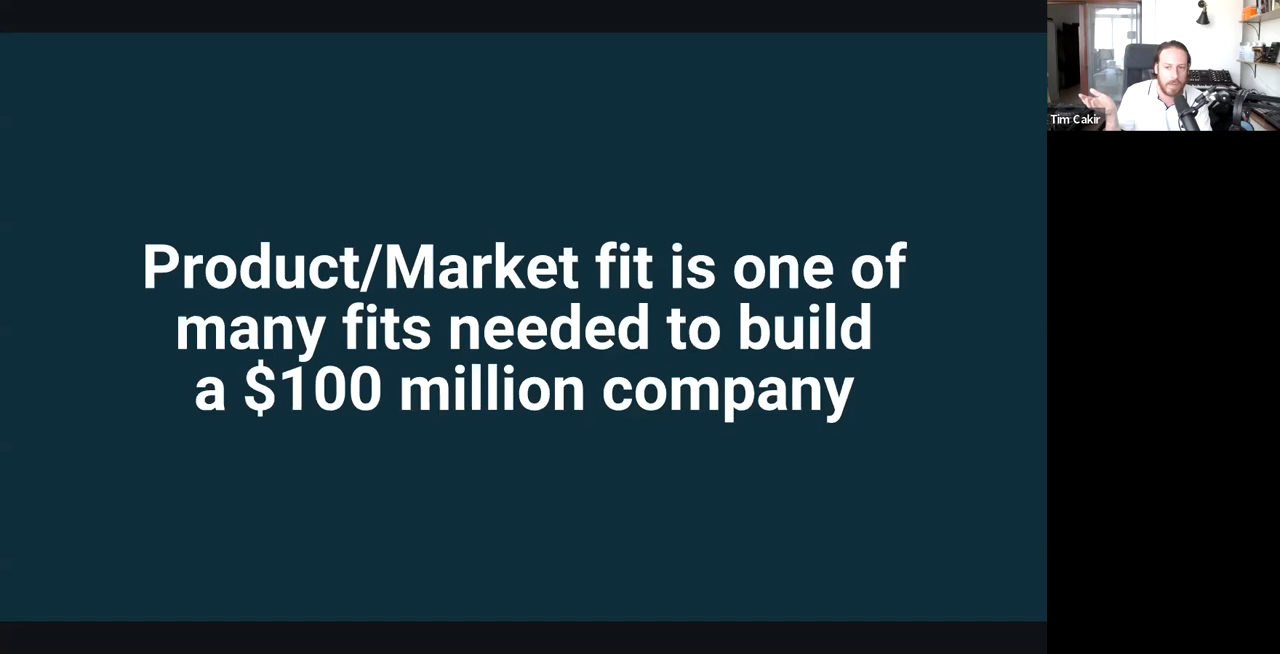 Product/Market fit is one of
many fits needed to build
a $100 million company
Tim Cakir